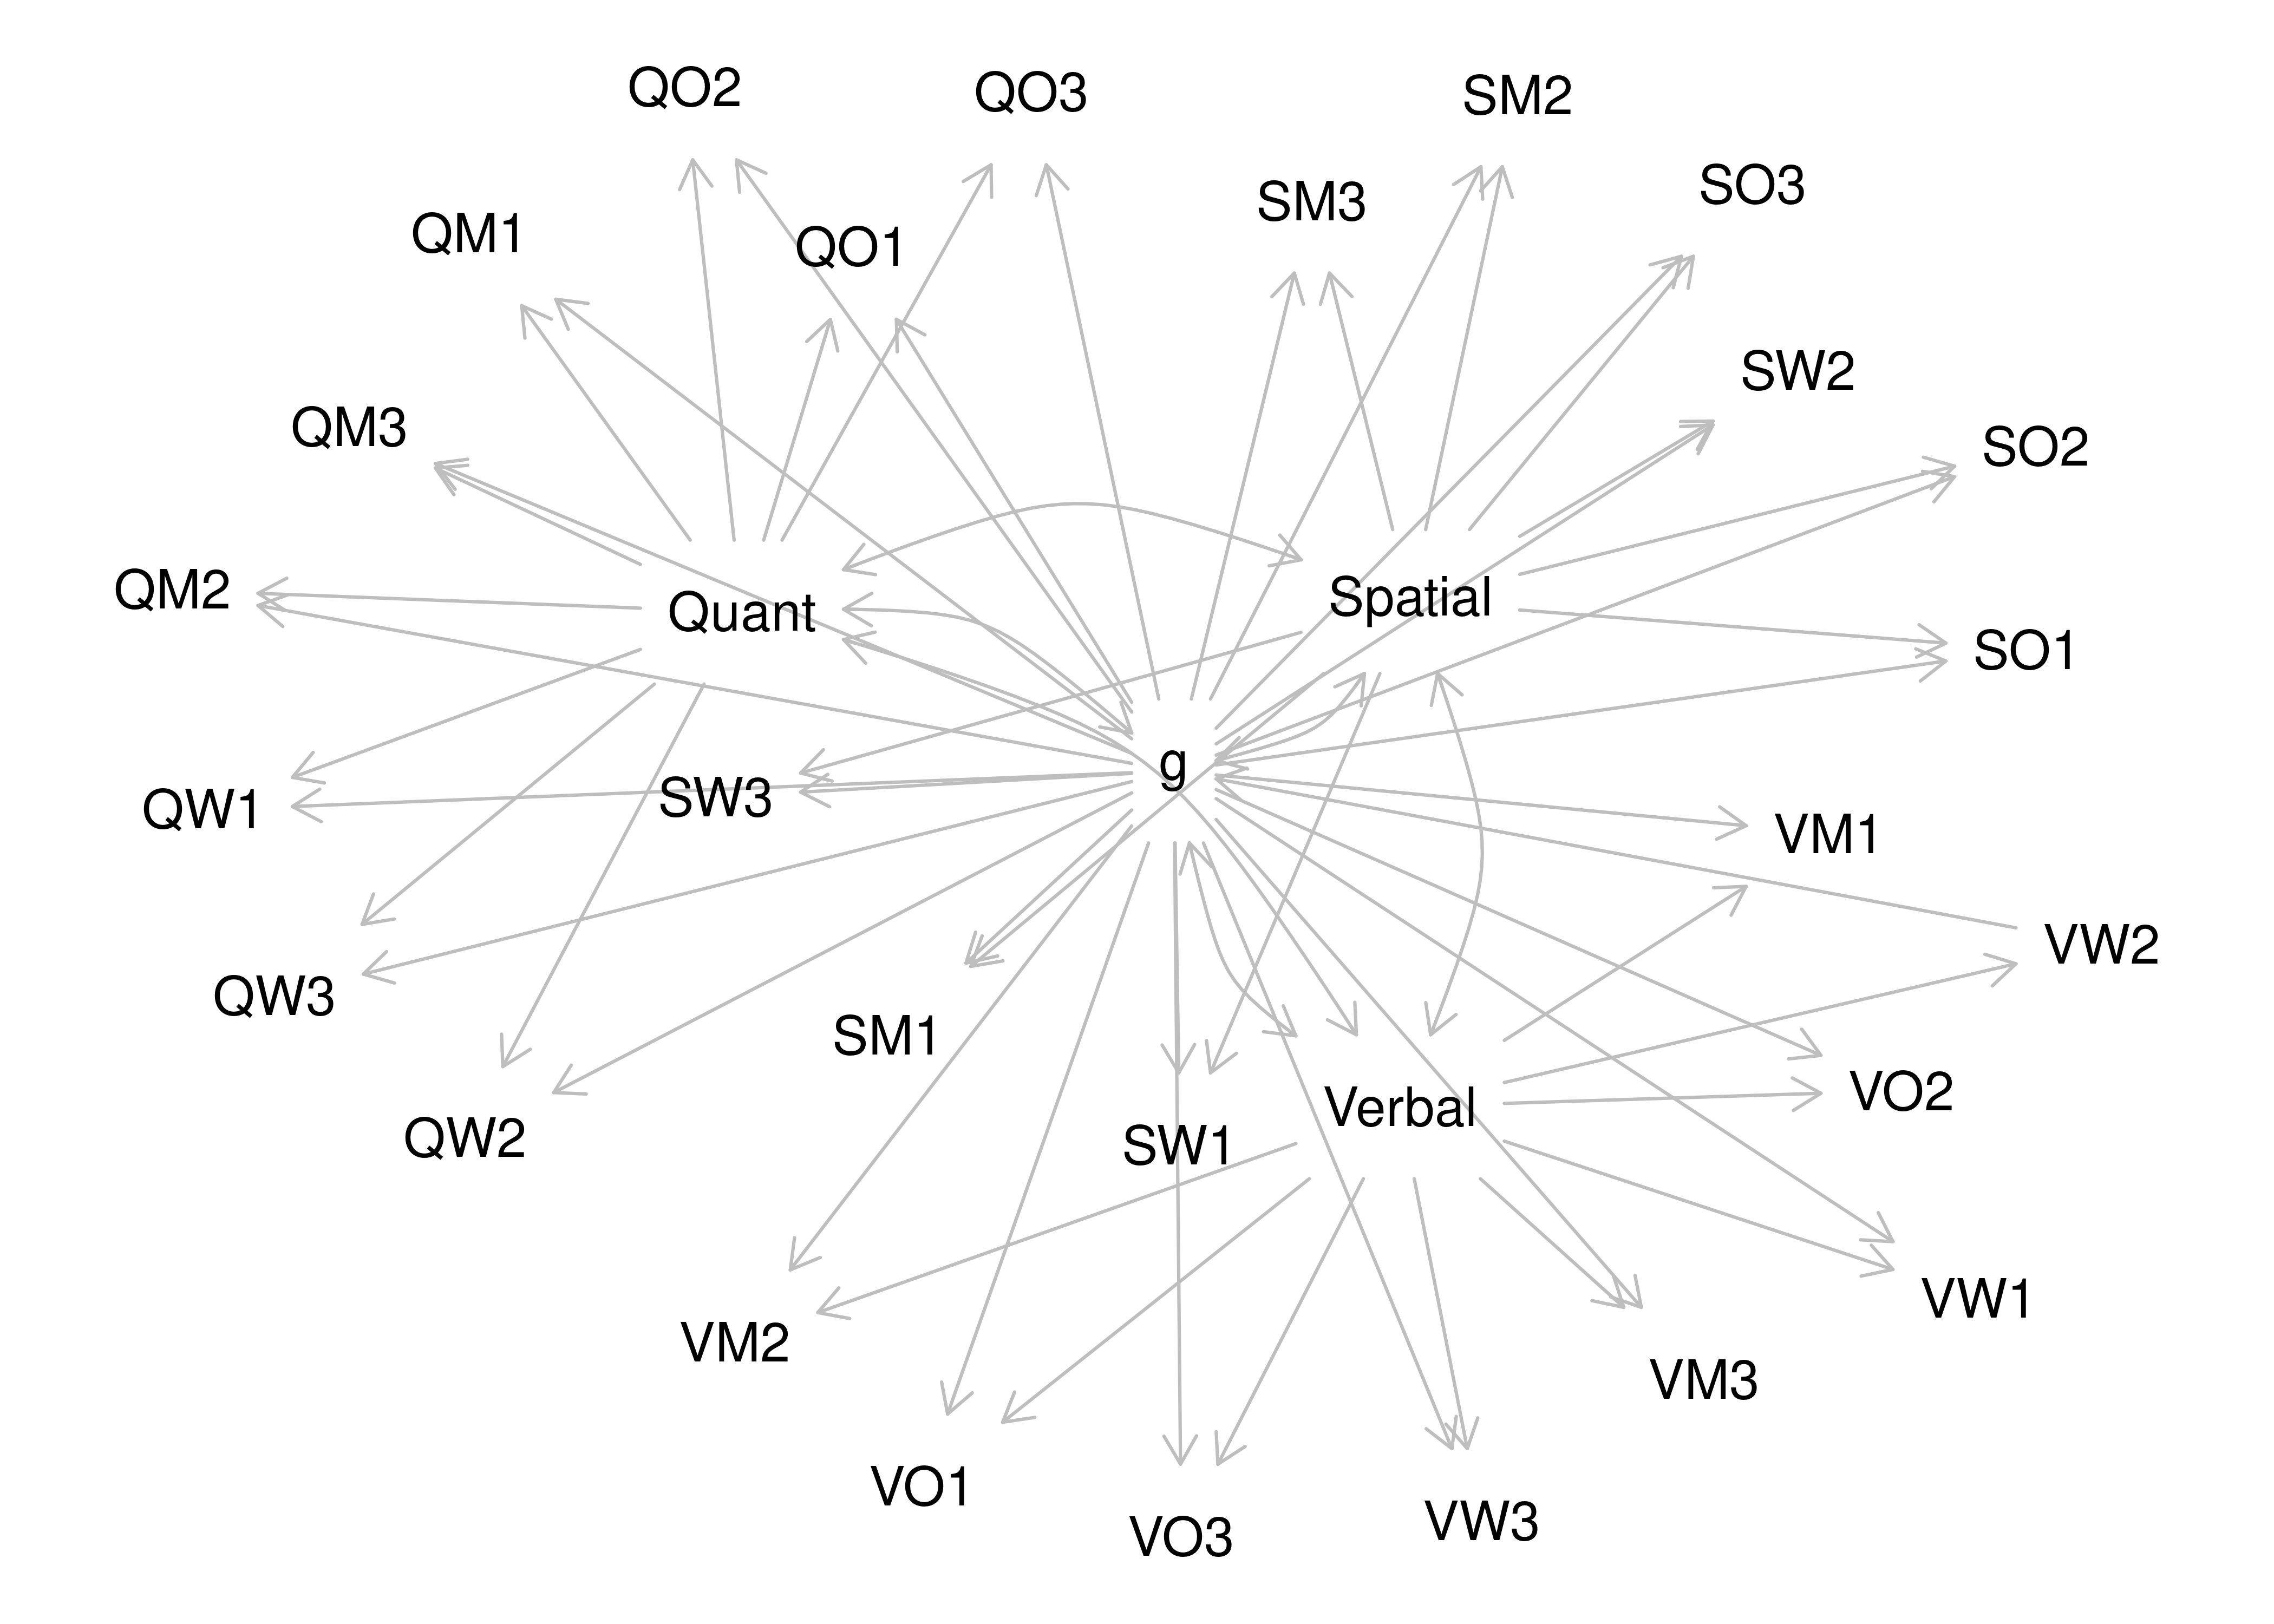 QO2
QO3
SM2
SO3
SM3
QM1
QO1
SW2
QM3
SO2
QM2
Quant
Spatial
SO1
g
SW3
QW1
VM1
VW2
QW3
SM1
VO2
Verbal
QW2
SW1
VW1
VM2
VM3
VO1
VW3
VO3